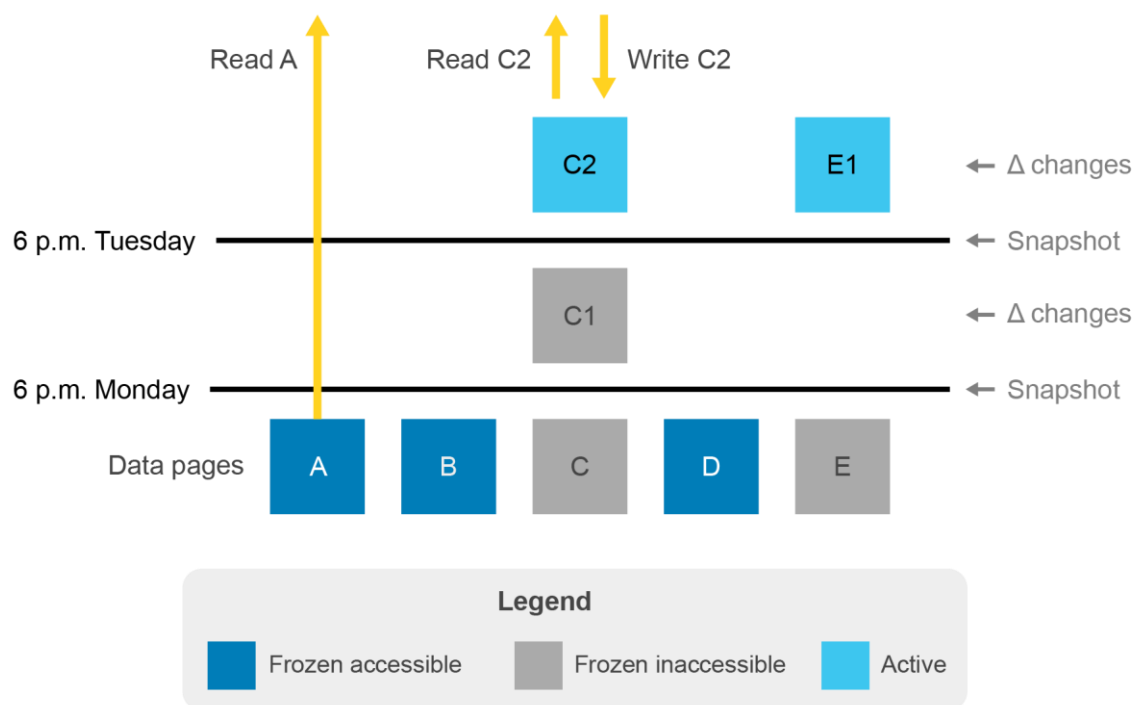 Read A
Read C2
Write C2
C2
E1
← Δ changes
6 p.m. Tuesday
← Snapshot
C1
← Δ changes
6 p.m. Monday
← Snapshot
Data pages
A
B
C
D
E
Legend
Frozen accessible
Frozen inaccessible
Active